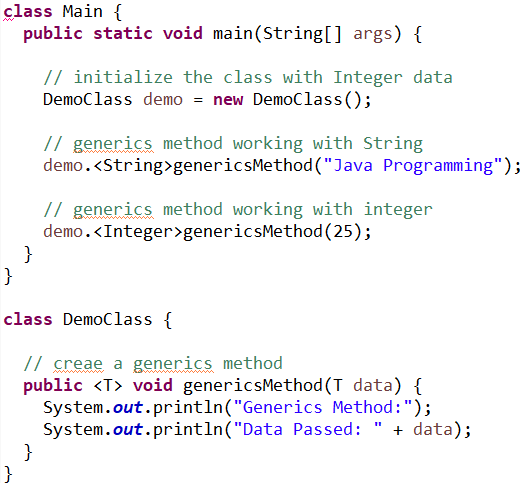 class Main {
  public static void main(String[] args) {

    // initialize the class with Integer data
    DemoClass demo = new DemoClass();

    // generics method working with String
    demo.<String>genericsMethod("Java Programming");

    // generics method working with integer
    demo.<Integer>genericsMethod(25);
  }
}

class DemoClass {

  // creae a generics method
  public <T> void genericsMethod(T data) {
    System.out.println("Generics Method:");
    System.out.println("Data Passed: " + data);
  }
}